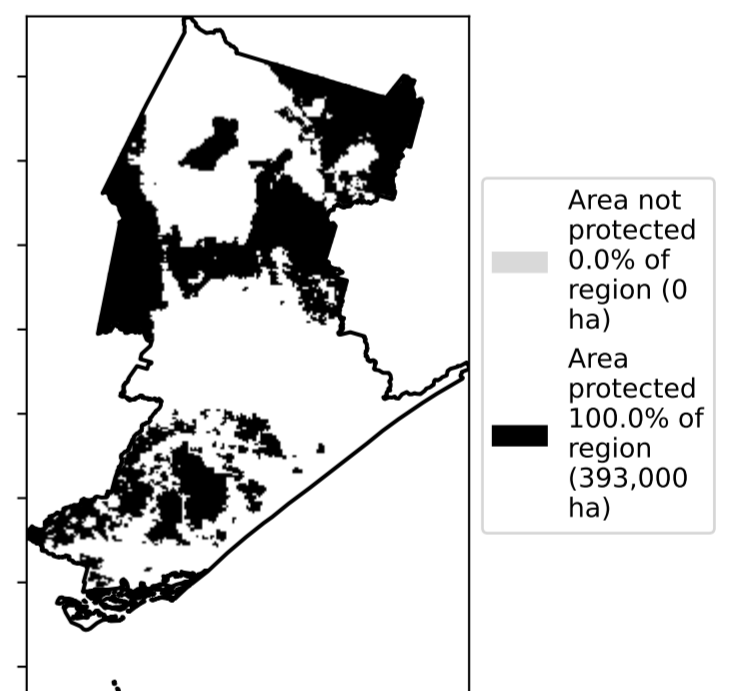 Area not
protected
0.0% of
region (0
ha)
Area
protected
100.0% of
region
(393,000
ha)